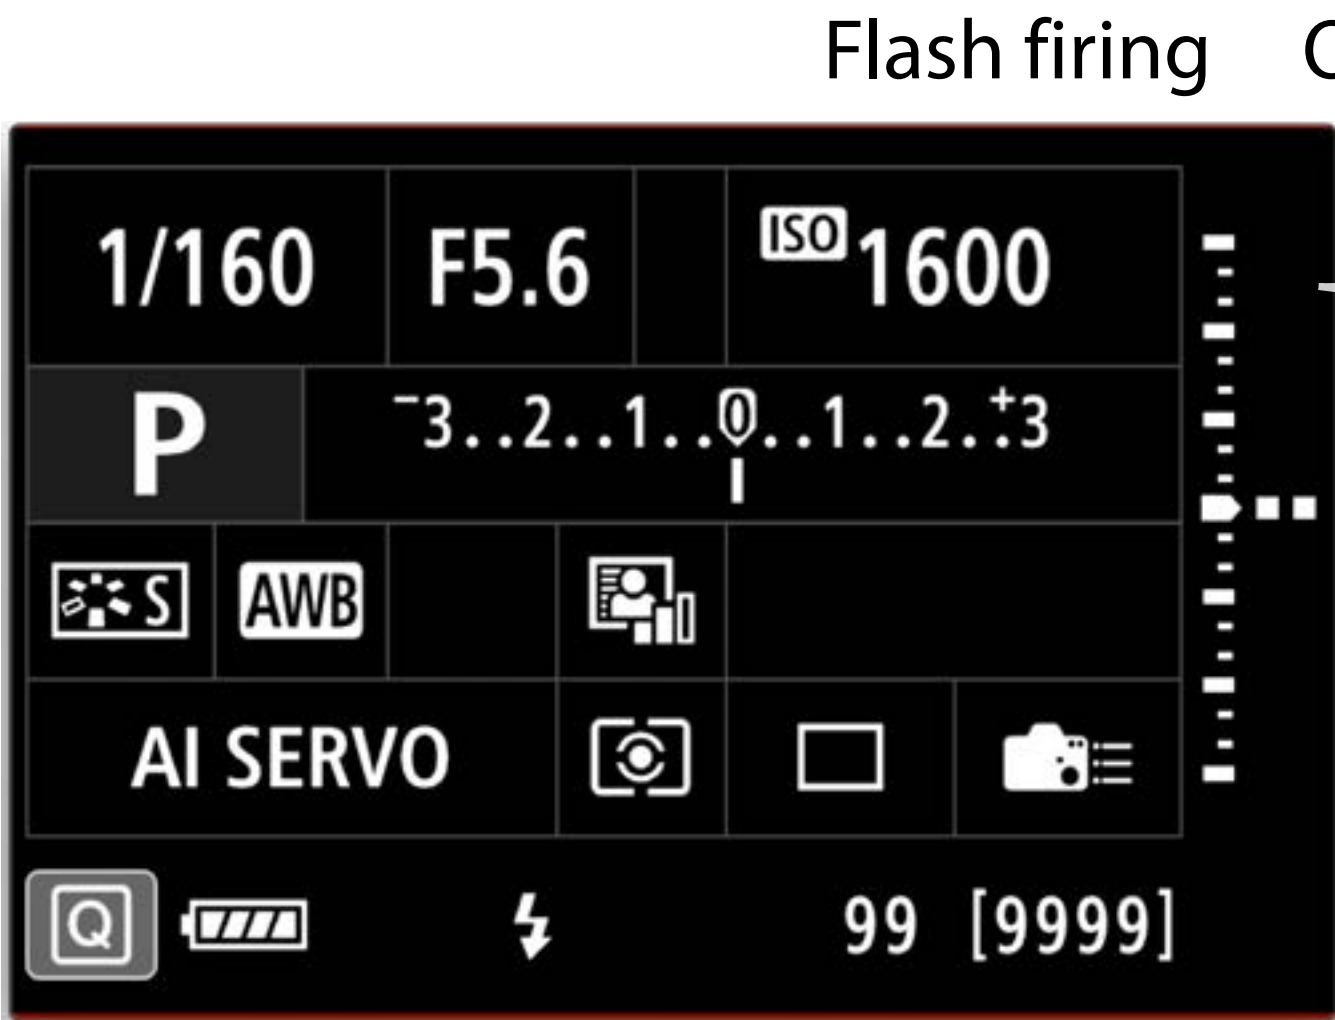 Flash firing C
1/160 F5.6 ISO 1600
P -3..2..1..0..1..2..+3
S AWB
AI SERVO
Q 99 [9999]